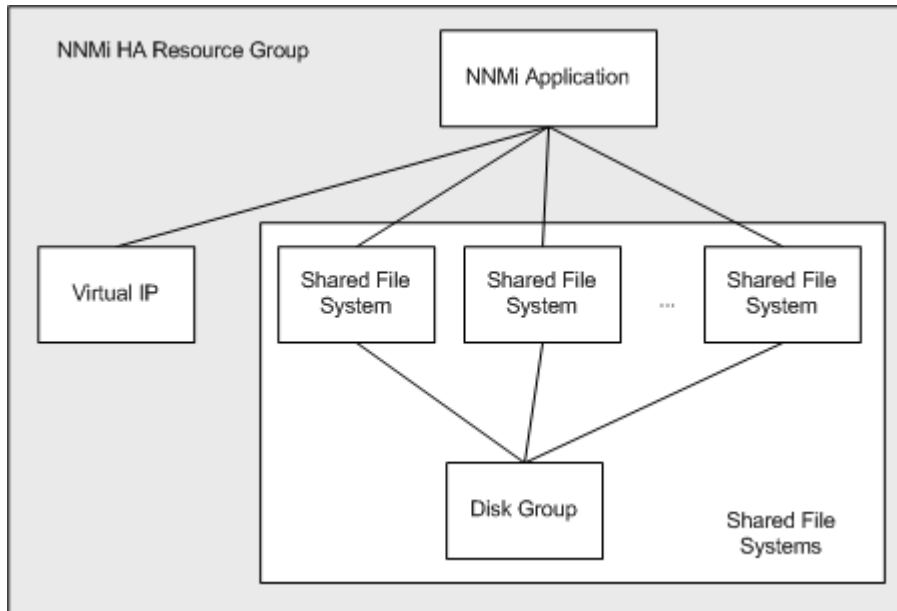 NNMi HA Resource Group
NNMi Application
Virtual IP
Shared File
System
Shared File
System
...
Shared File
System
Disk Group
Shared File
Systems